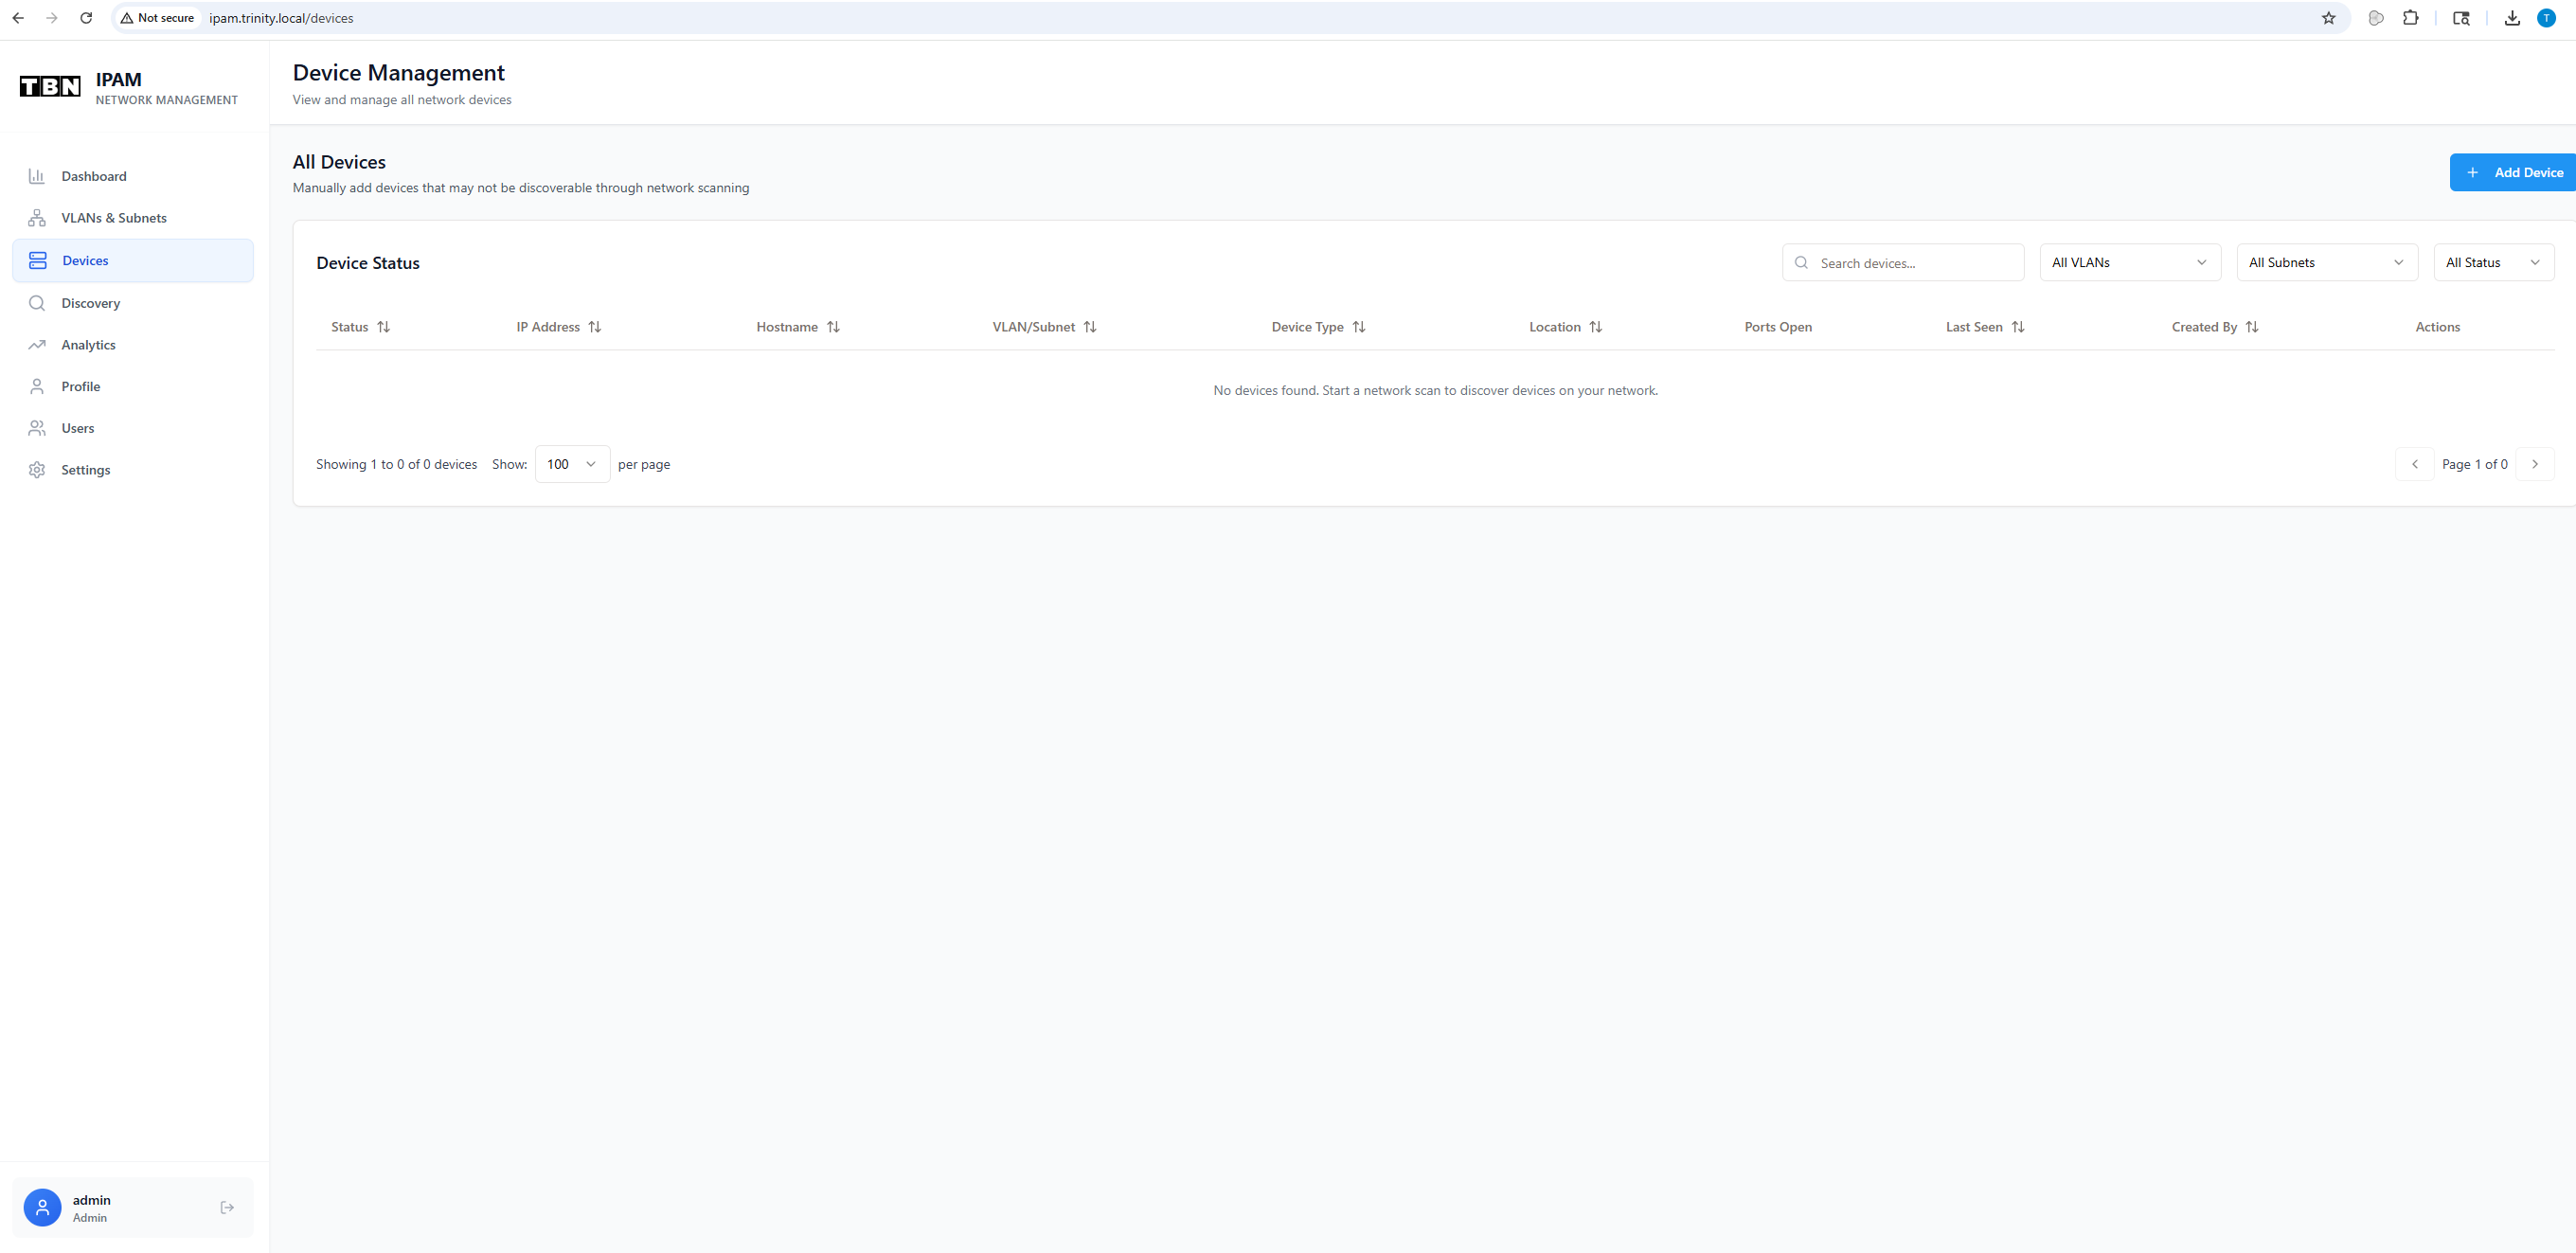 Not secure ipam.trinity.local/devices
T
TBN
IPAM
NETWORK MANAGEMENT
Dashboard
VLANs & Subnets
Devices
Discovery
Analytics
Profile
Users
Settings
admin
Admin
Device Management
View and manage all network devices
All Devices
Manually add devices that may not be discoverable through network scanning
Add Device
Device Status
Search devices... All VLANs All Subnets All Status
Status IP Address Hostname VLAN/Subnet Device Type Location Ports Open Last Seen Created By Actions
No devices found. Start a network scan to discover devices on your network.
Showing 1 to 0 of 0 devices Show: 100 per page Page 1 of 0